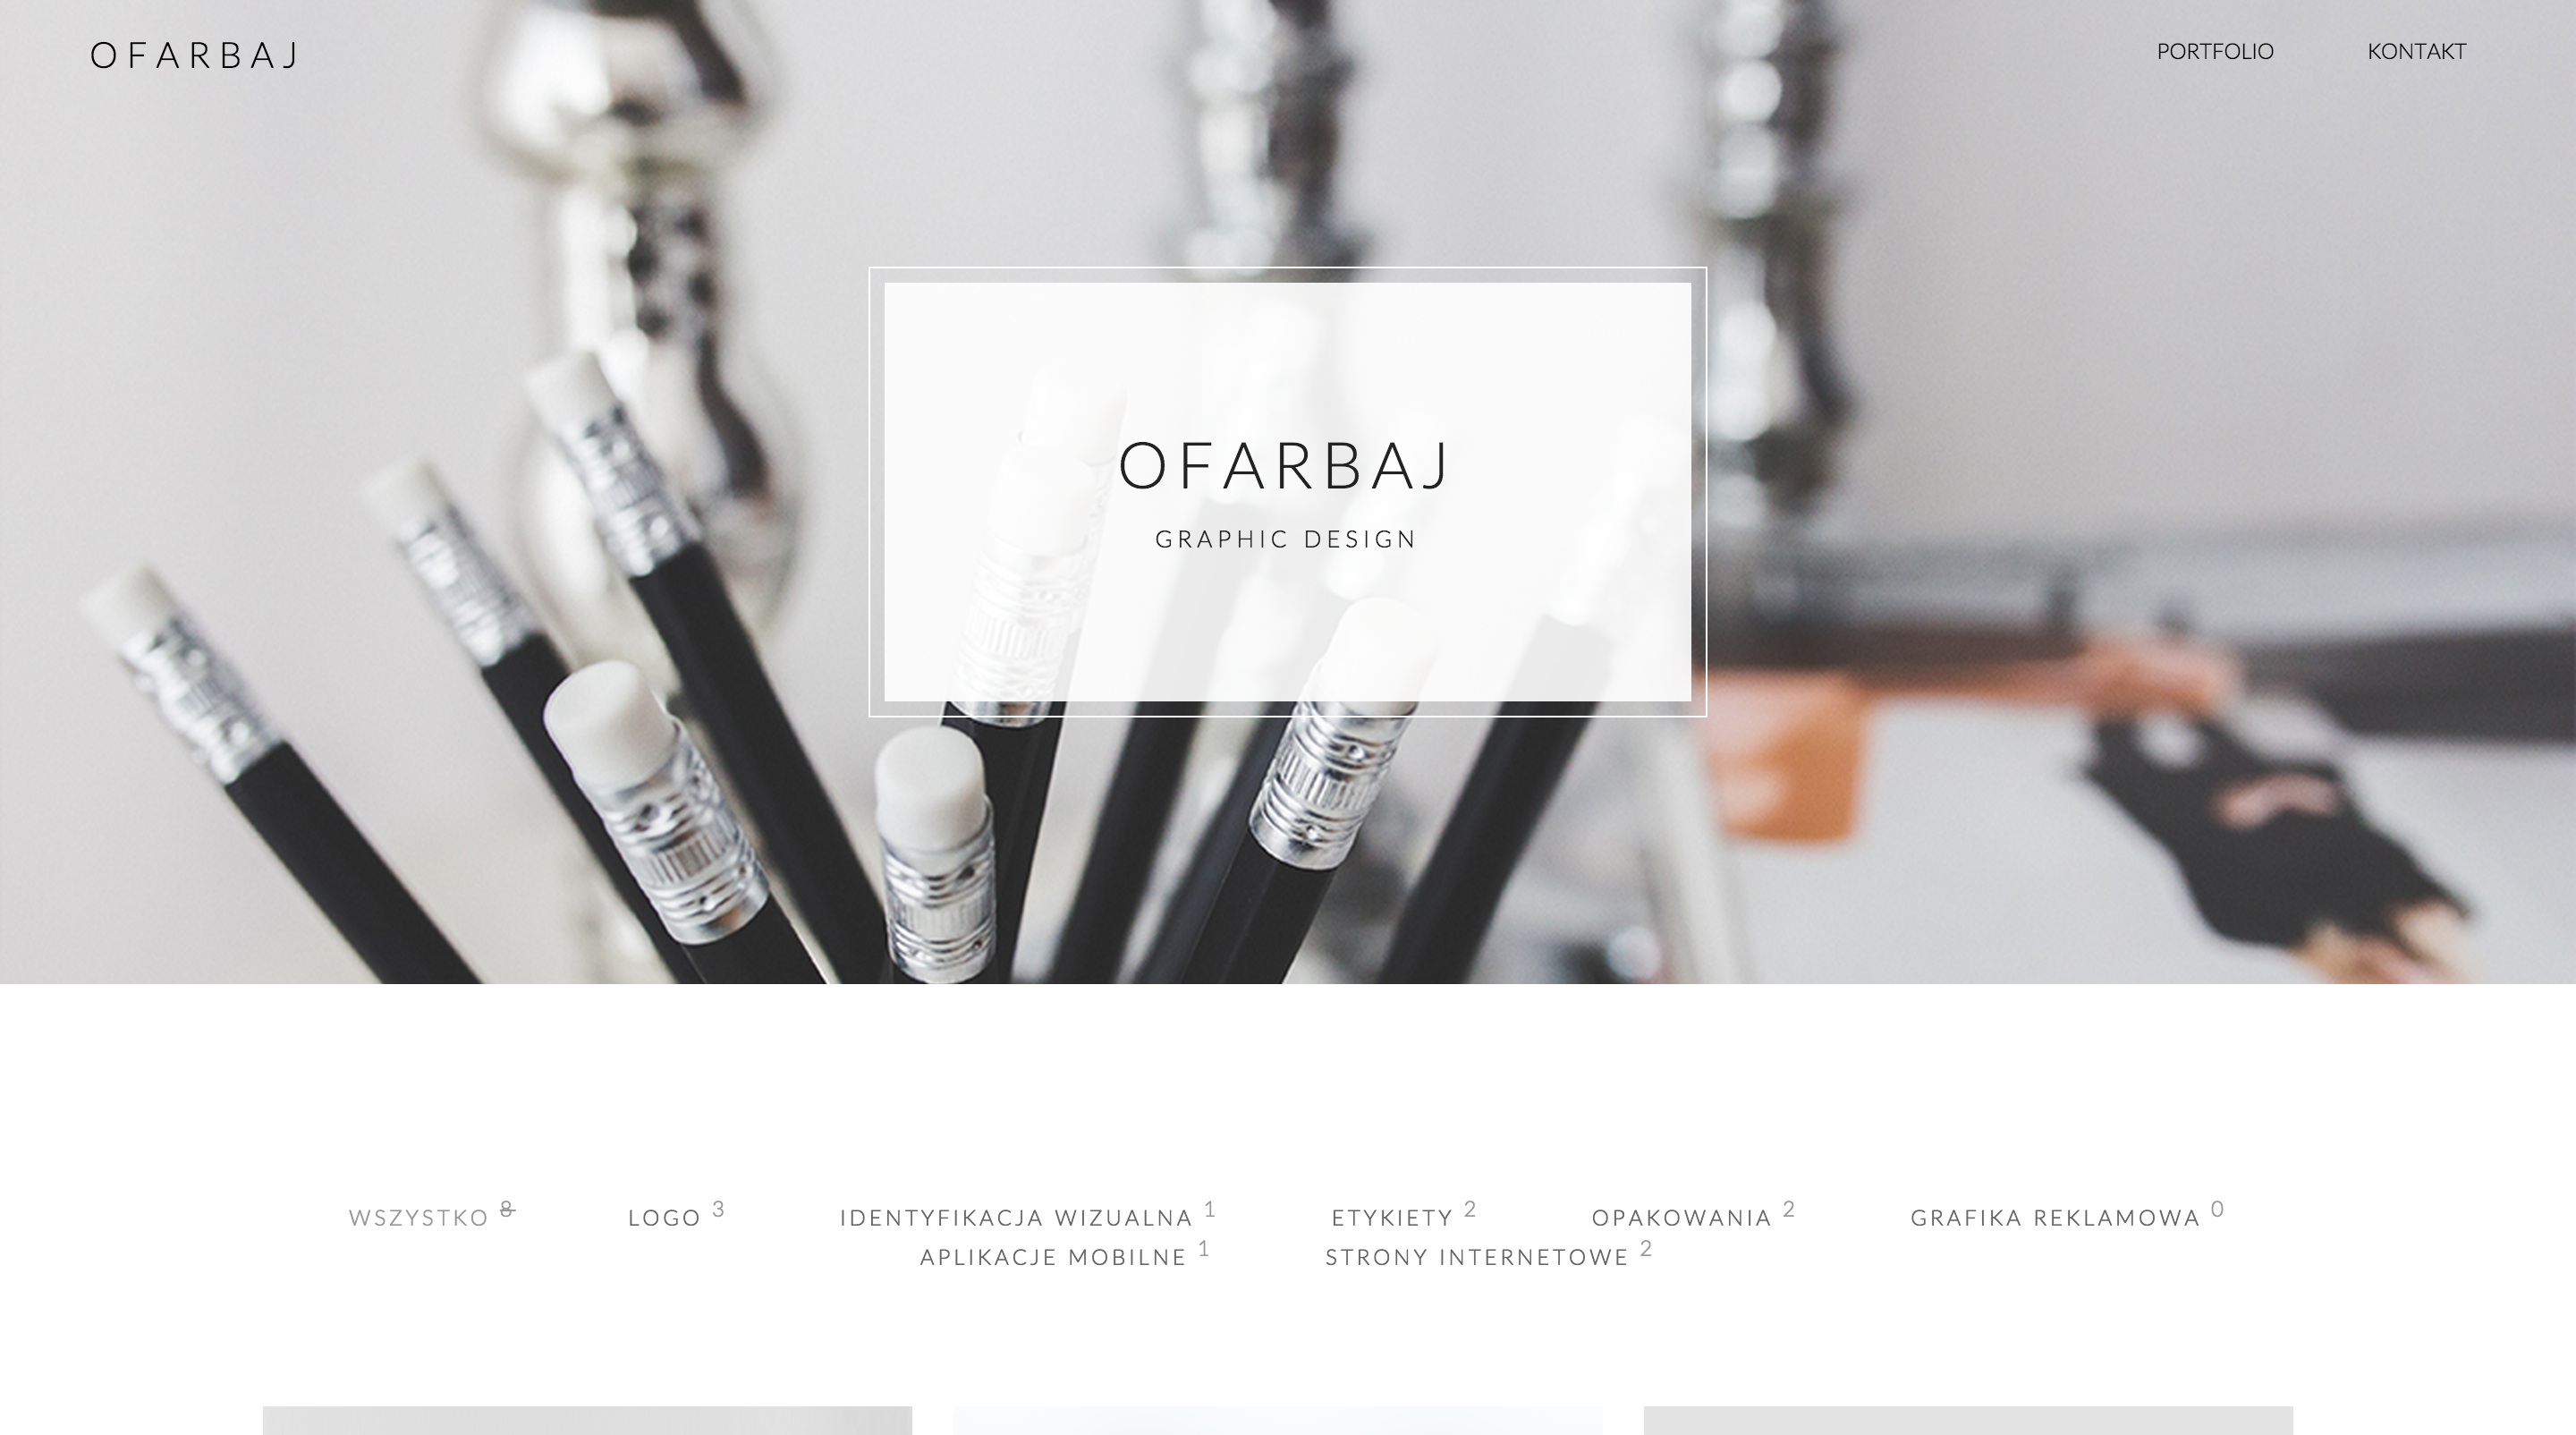 OFARBAJ
PORTFOLIO KONTAKT
OFARBAJ
GRAPHIC DESIGN
WSZYSTKO 8 LOGO 3 IDENTYFIKACJA WIZUALNA 1 ETYKIETY 2 OPAKOWANIA 2 GRAFIKA REKLAMOWA 0
APLIKACJE MOBILNE 1 STRONY INTERNETOWE 2